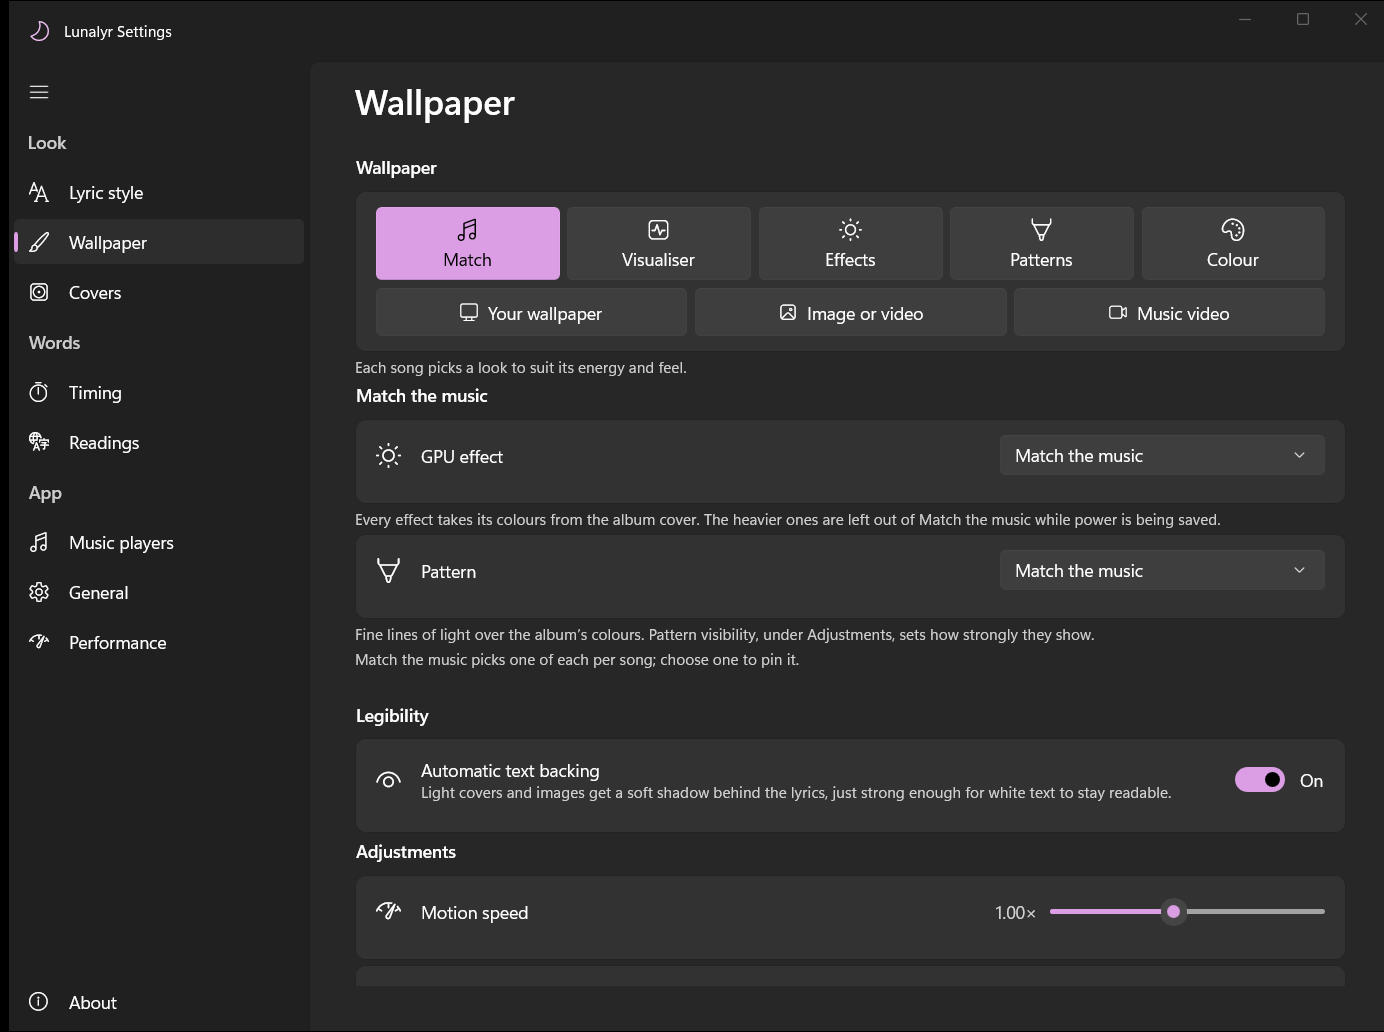 Lunalyr Settings
Look
Lyric style
Wallpaper
Covers
Words
Timing
Readings
App
Music players
General
Performance
About
Wallpaper
Wallpaper
Match
Visualiser
Effects
Patterns
Colour
Your wallpaper
Image or video
Music video
Each song picks a look to suit its energy and feel.
Match the music
GPU effect
Match the music
Every effect takes its colours from the album cover. The heavier ones are left out of Match the music while power is being saved.
Pattern
Match the music
Fine lines of light over the album’s colours. Pattern visibility, under Adjustments, sets how strongly they show.
Match the music picks one of each per song; choose one to pin it.
Legibility
Automatic text backing
Light covers and images get a soft shadow behind the lyrics, just strong enough for white text to stay readable.
On
Adjustments
Motion speed
1.00×